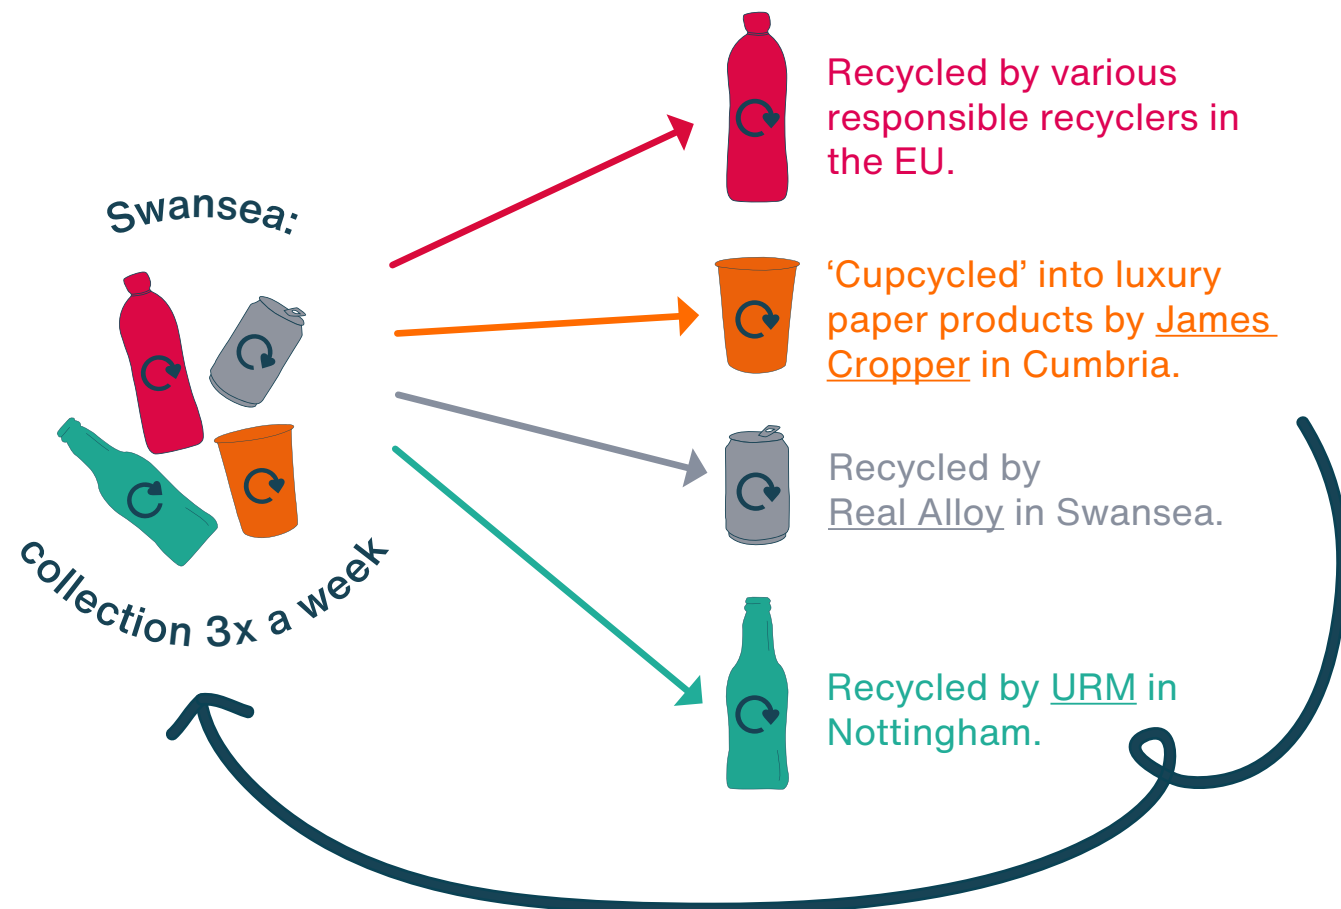 Swansea:
collection 3x a week
Recycled by various
responsible recyclers in
the EU.
‘Cupcycled’ into luxury
paper products by James
Cropper in Cumbria.
Recycled by
Real Alloy in Swansea.
Recycled by URM in
Nottingham.